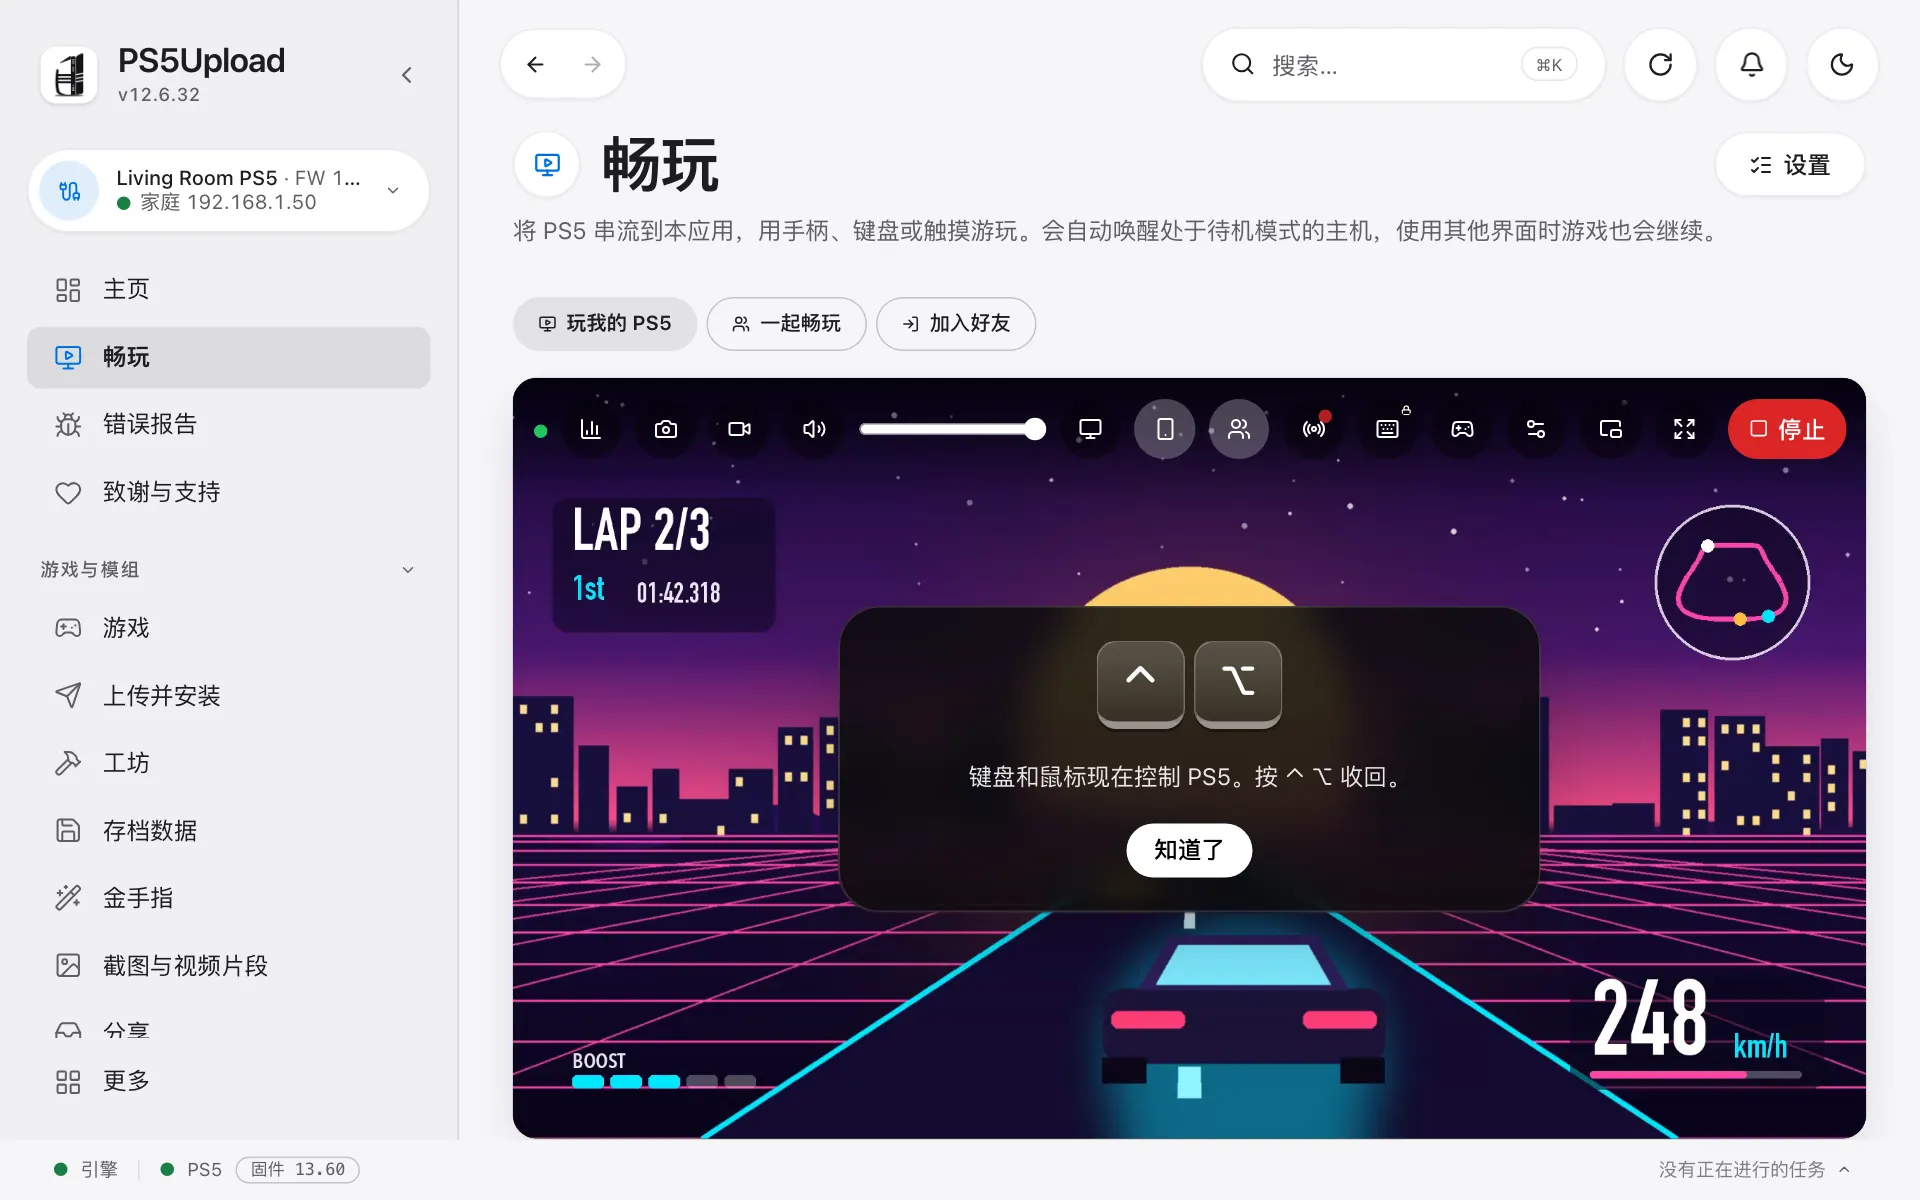 PS5Upload
v12.6.32
Living Room PS5 · FW 1...
家庭 192.168.1.50
主页
畅玩
错误报告
致谢与支持
游戏与模组
游戏
上传并安装
工坊
存档数据
金手指
截图与视频片段
分享
更多
搜索...
⌘K
畅玩
设置
将 PS5 串流到本应用，用手柄、键盘或触摸游玩。会自动唤醒处于待机模式的主机，使用其他界面时游戏也会继续。
玩我的 PS5
一起畅玩
加入好友
停止
LAP 2/3
1st 01:42.318
⌃ ⌥
键盘和鼠标现在控制 PS5。按 ⌃ ⌥ 收回。
知道了
BOOST
248 km/h
引擎
PS5
固件 13.60
没有正在进行的任务